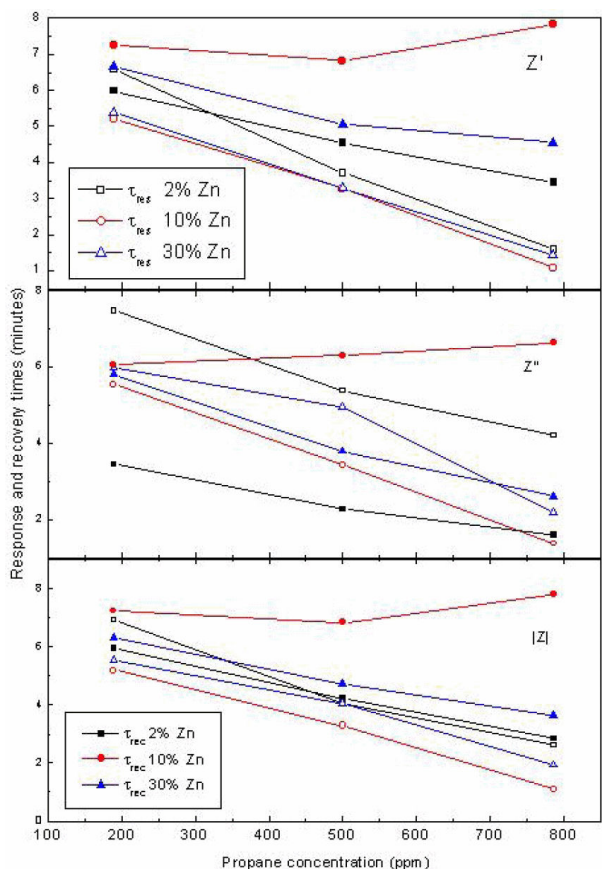 8
7
6
5
4
3
2
1
Z'
τres 2% Zn
τres 10% Zn
τres 30% Zn
8
6
4
2
Z"
Response and recovery times (minutes)
8
6
4
2
0
|Z|
τrec 2% Zn
τrec 10% Zn
τrec 30% Zn
100 200 300 400 500 600 700 800
Propane concentration (ppm)